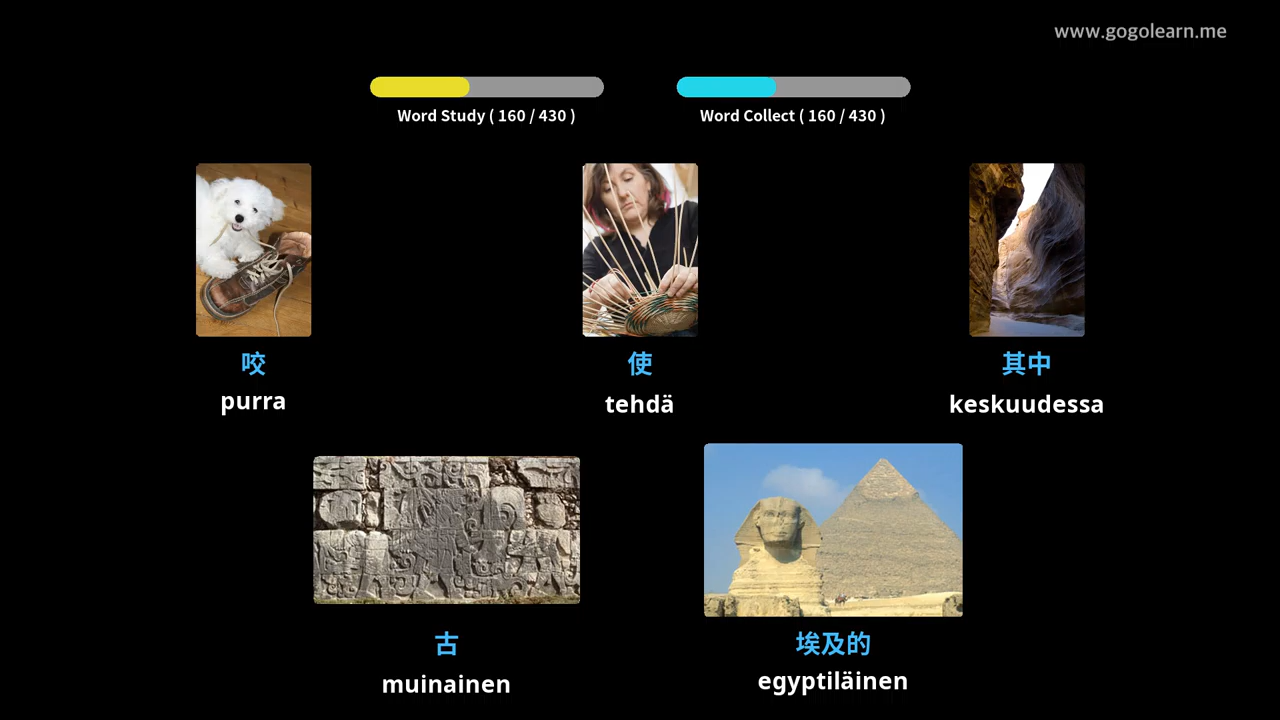 www.gogolearn.me
Word Study ( 160 / 430 )
Word Collect ( 160 / 430 )
咬
purra
使
tehdä
其中
keskuudessa
古
muinainen
埃及的
egyptiläinen